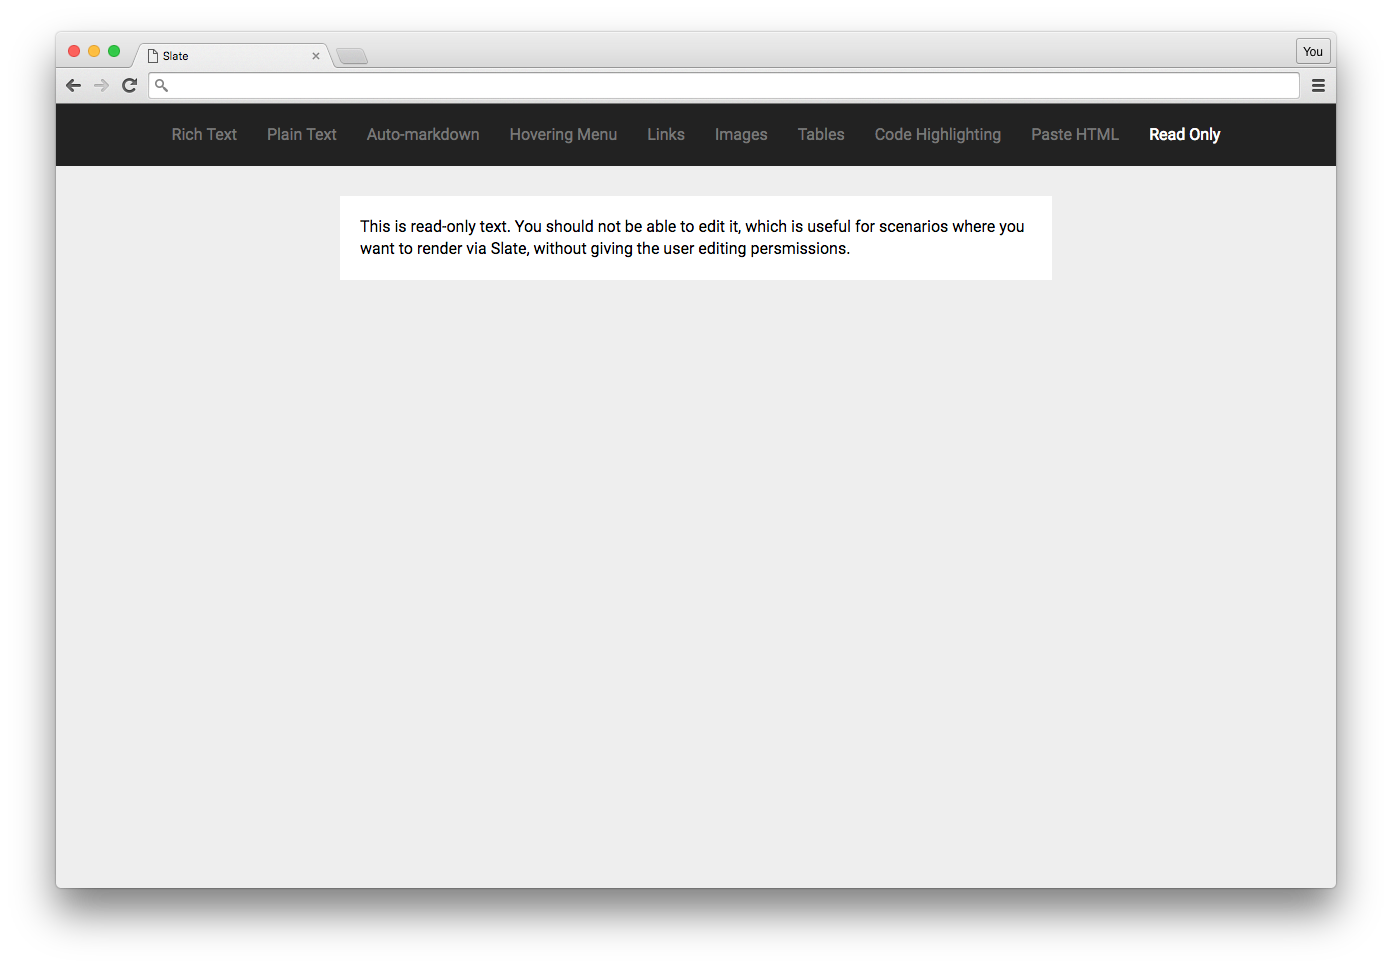 Slate
You
Rich Text Plain Text Auto-markdown Hovering Menu Links Images Tables Code Highlighting Paste HTML Read Only
This is read-only text. You should not be able to edit it, which is useful for scenarios where you
want to render via Slate, without giving the user editing persmissions.